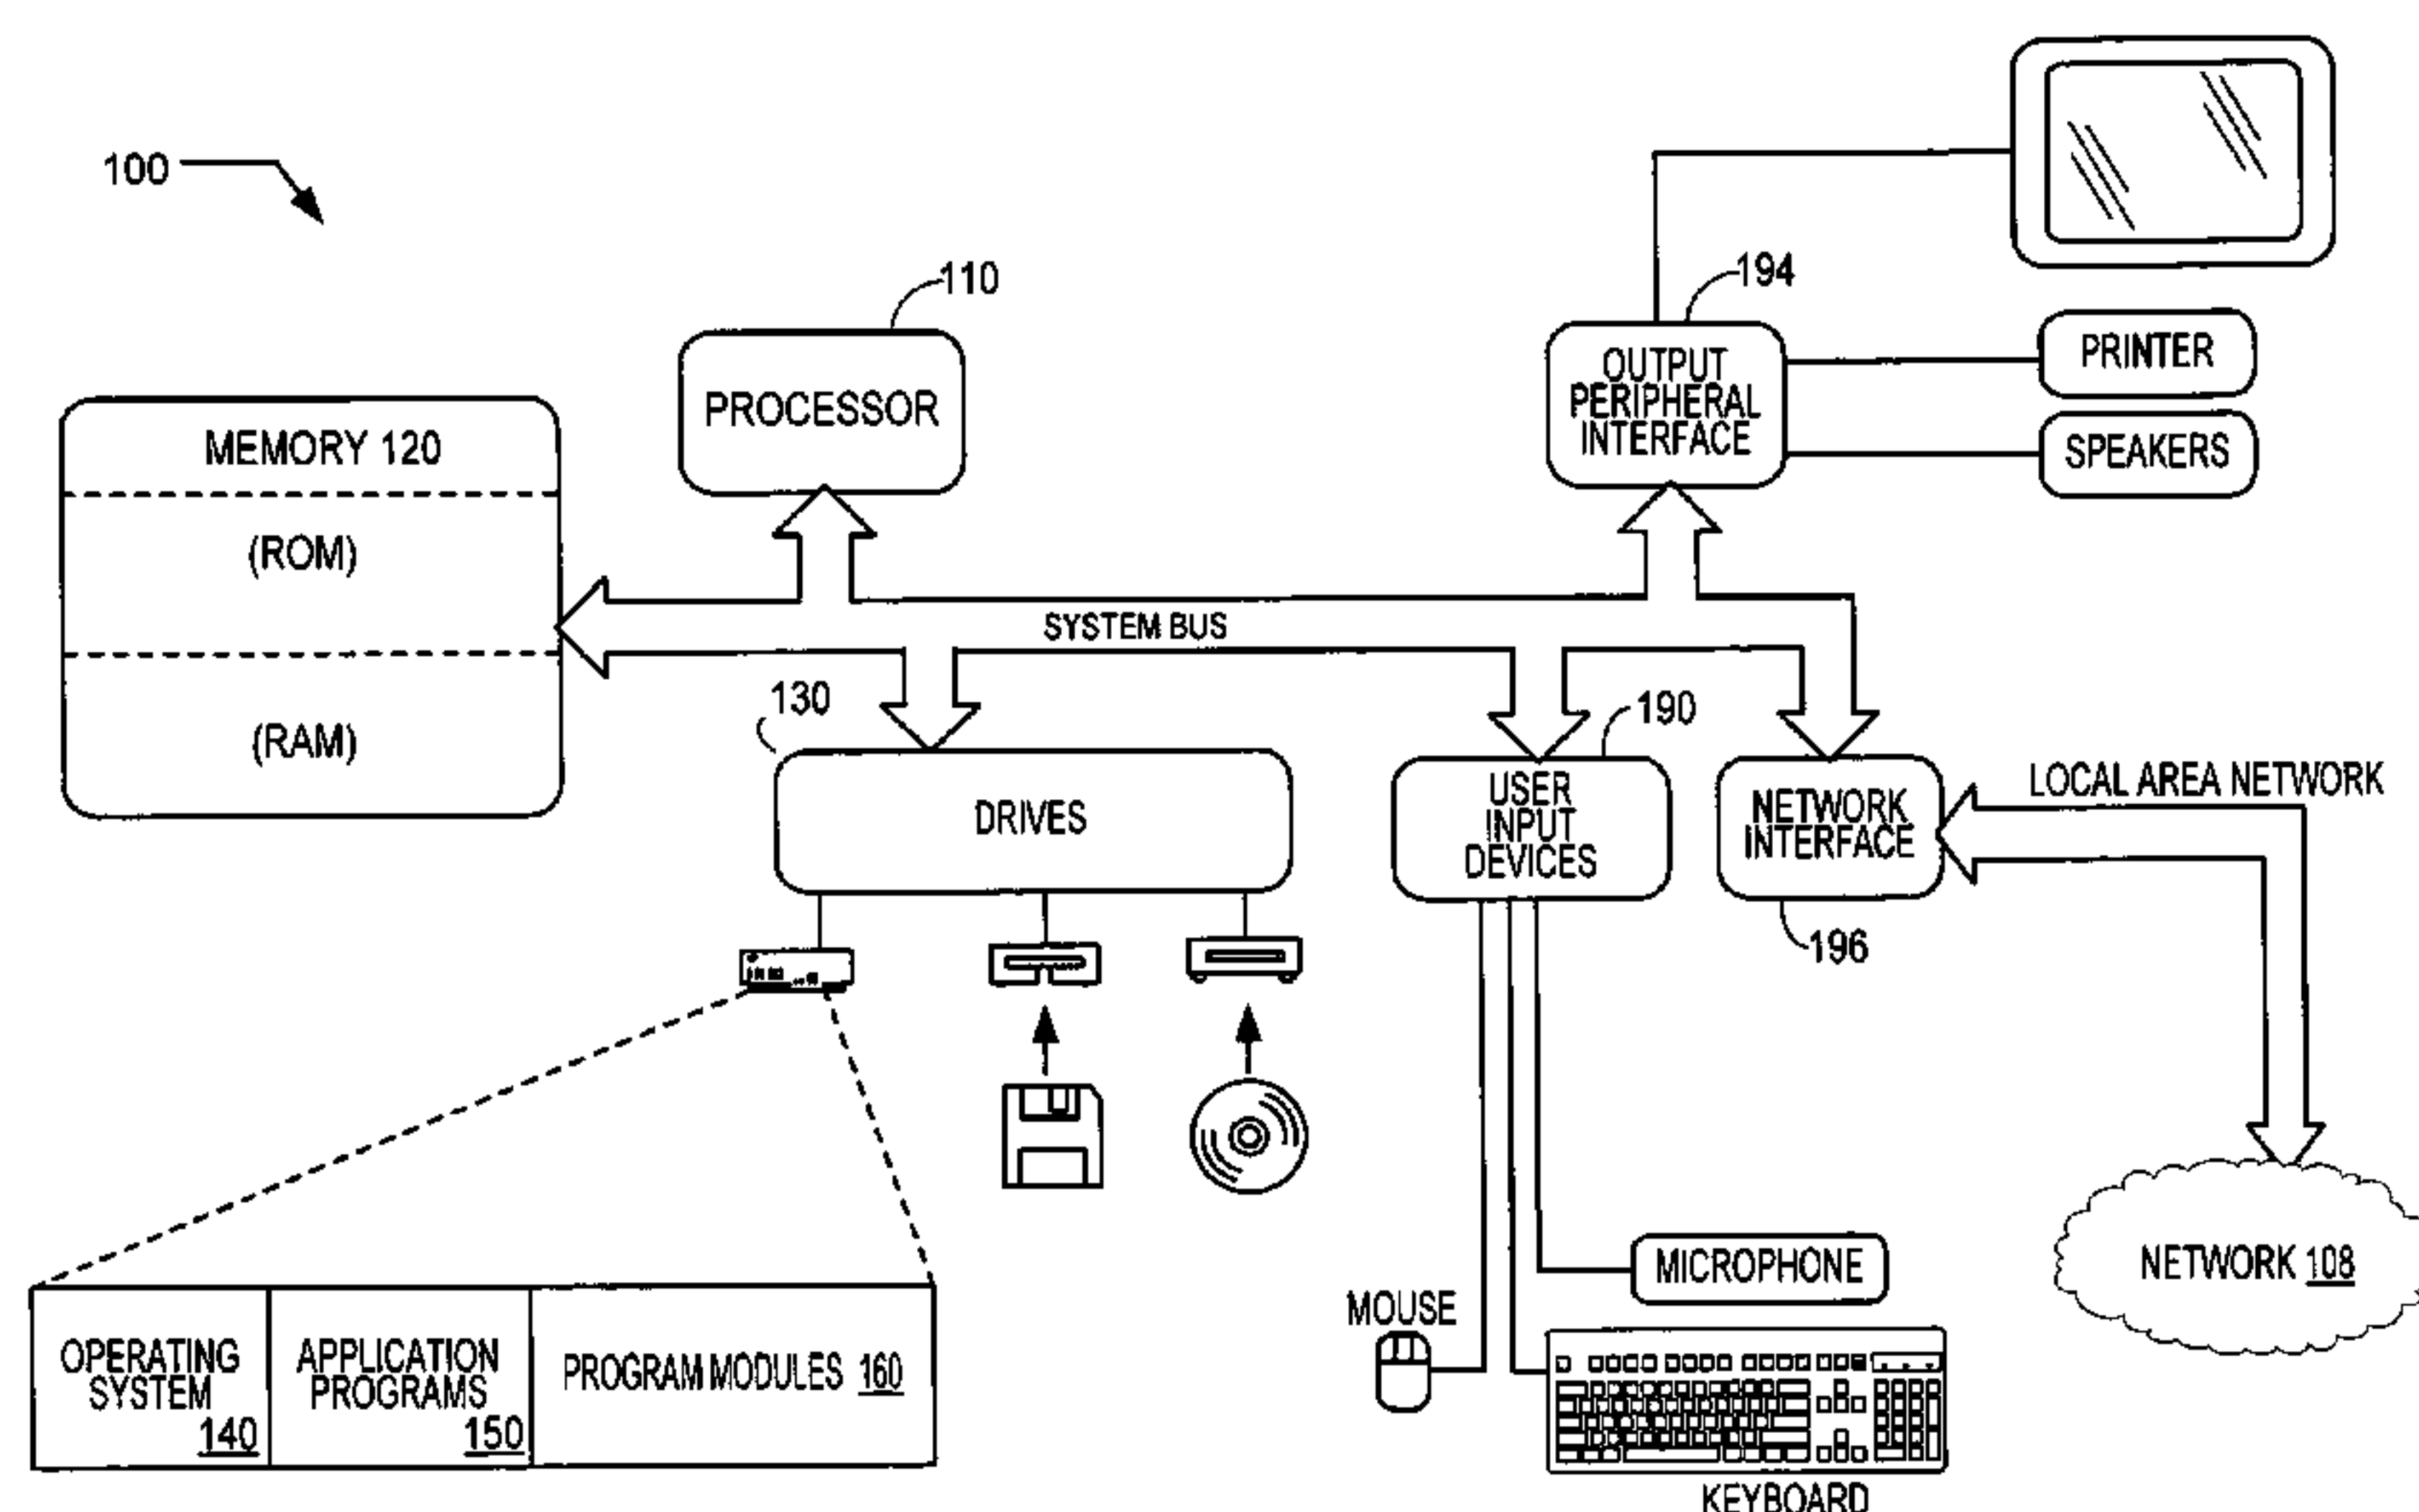 100
110
194
PROCESSOR
OUTPUT
PERIPHERAL
INTERFACE
PRINTER
SPEAKERS
MEMORY 120
(ROM)
(RAM)
SYSTEM BUS
130
DRIVES
190
USER
INPUT
DEVICES
NETWORK
INTERFACE
196
LOCAL AREA NETWORK
NETWORK 108
MICROPHONE
MOUSE
KEYBOARD
OPERATING
SYSTEM
140
APPLICATION
PROGRAMS
150
PROGRAM MODULES 160